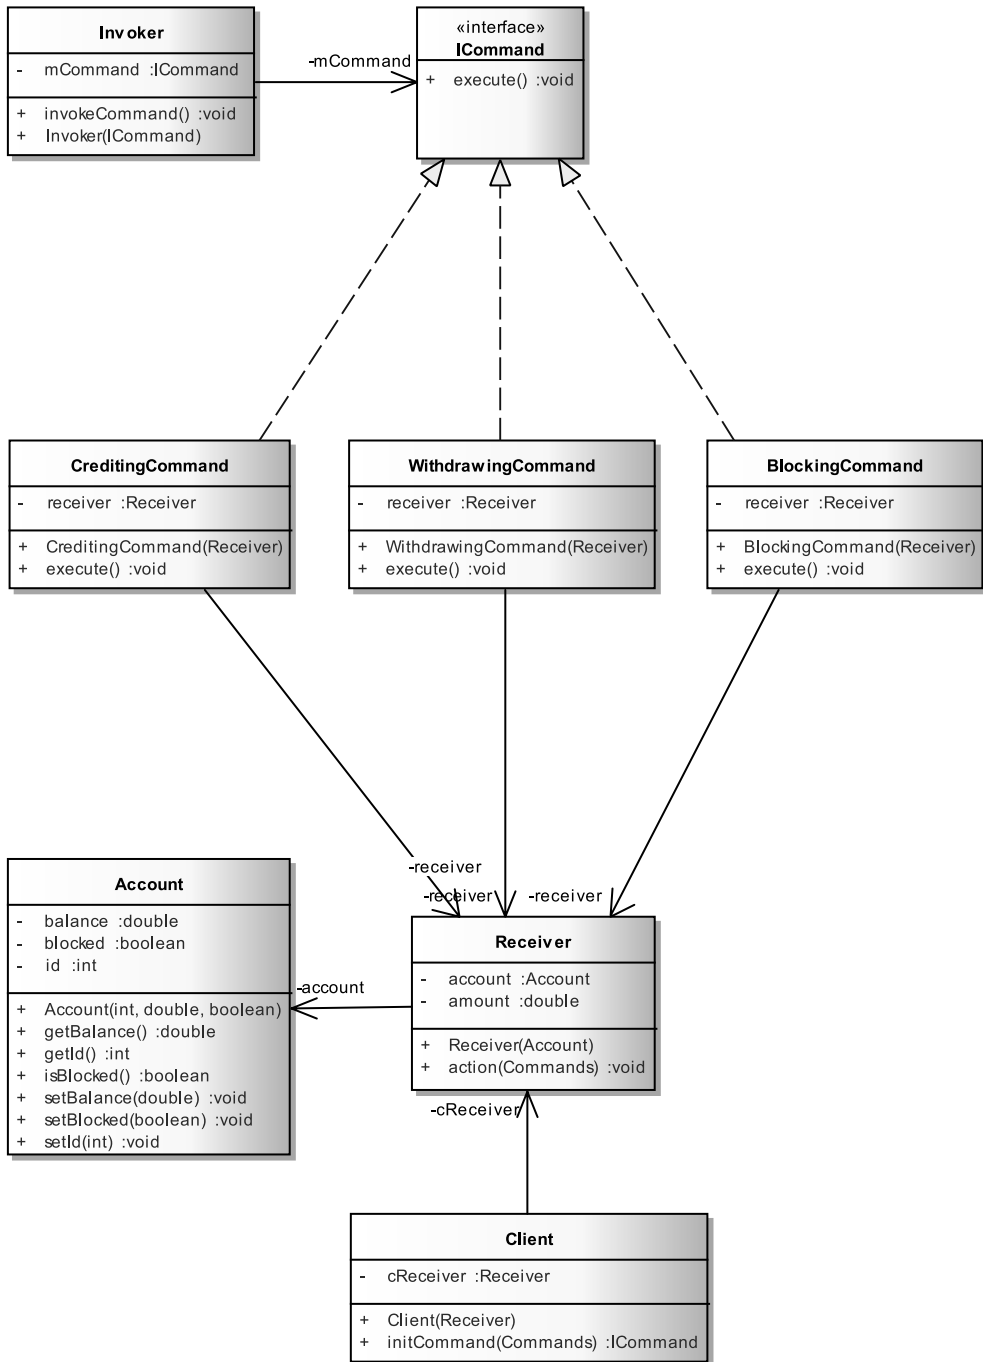 Invoker
- mCommand :ICommand
+ invokeCommand() :void
+ Invoker(ICommand)
-mCommand
«interface»
ICommand
+ execute() :void
CreditingCommand
- receiver :Receiver
+ CreditingCommand(Receiver)
+ execute() :void
WithdrawingCommand
- receiver :Receiver
+ WithdrawingCommand(Receiver)
+ execute() :void
BlockingCommand
- receiver :Receiver
+ BlockingCommand(Receiver)
+ execute() :void
-receiver
-receiver
-receiver
Account
- balance :double
- blocked :boolean
- id :int
+ Account(int, double, boolean)
+ getBalance() :double
+ getId() :int
+ isBlocked() :boolean
+ setBalance(double) :void
+ setBlocked(boolean) :void
+ setId(int) :void
-account
Receiver
- account :Account
- amount :double
+ Receiver(Account)
+ action(Commands) :void
-cReceiver
Client
- cReceiver :Receiver
+ Client(Receiver)
+ initCommand(Commands) :ICommand